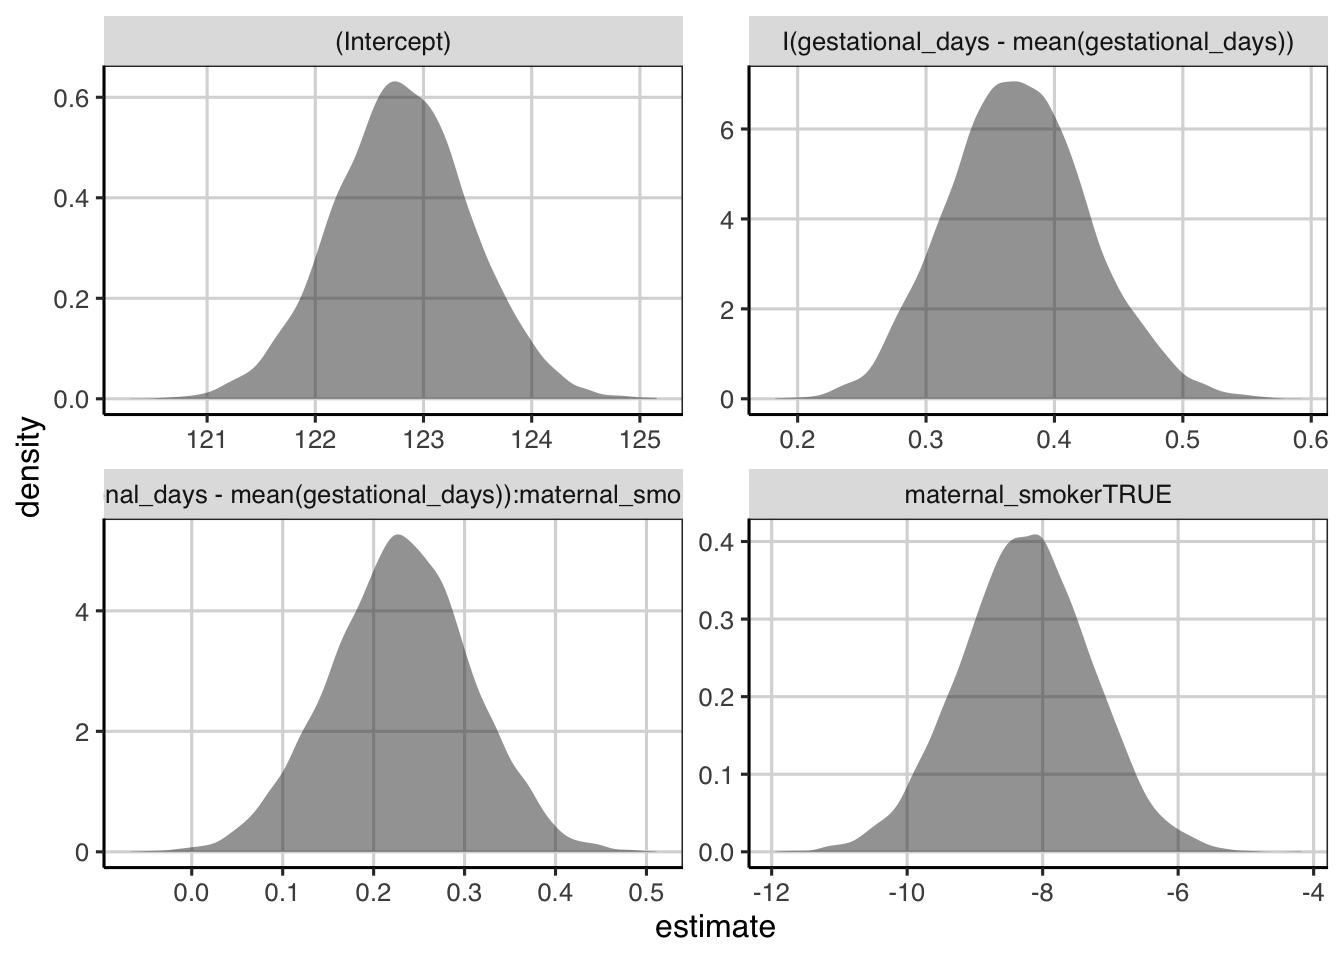 (Intercept)
I(gestational_days - mean(gestational_days))
0.6
0.4
0.2
0.0
121 122 123 124 125
6
4
2
0
0.2 0.3 0.4 0.5 0.6
density
nal_days - mean(gestational_days)):maternal_smo
maternal_smokerTRUE
4
2
0
0.0 0.1 0.2 0.3 0.4 0.5
0.4
0.3
0.2
0.1
0.0
-12 -10 -8 -6 -4
estimate